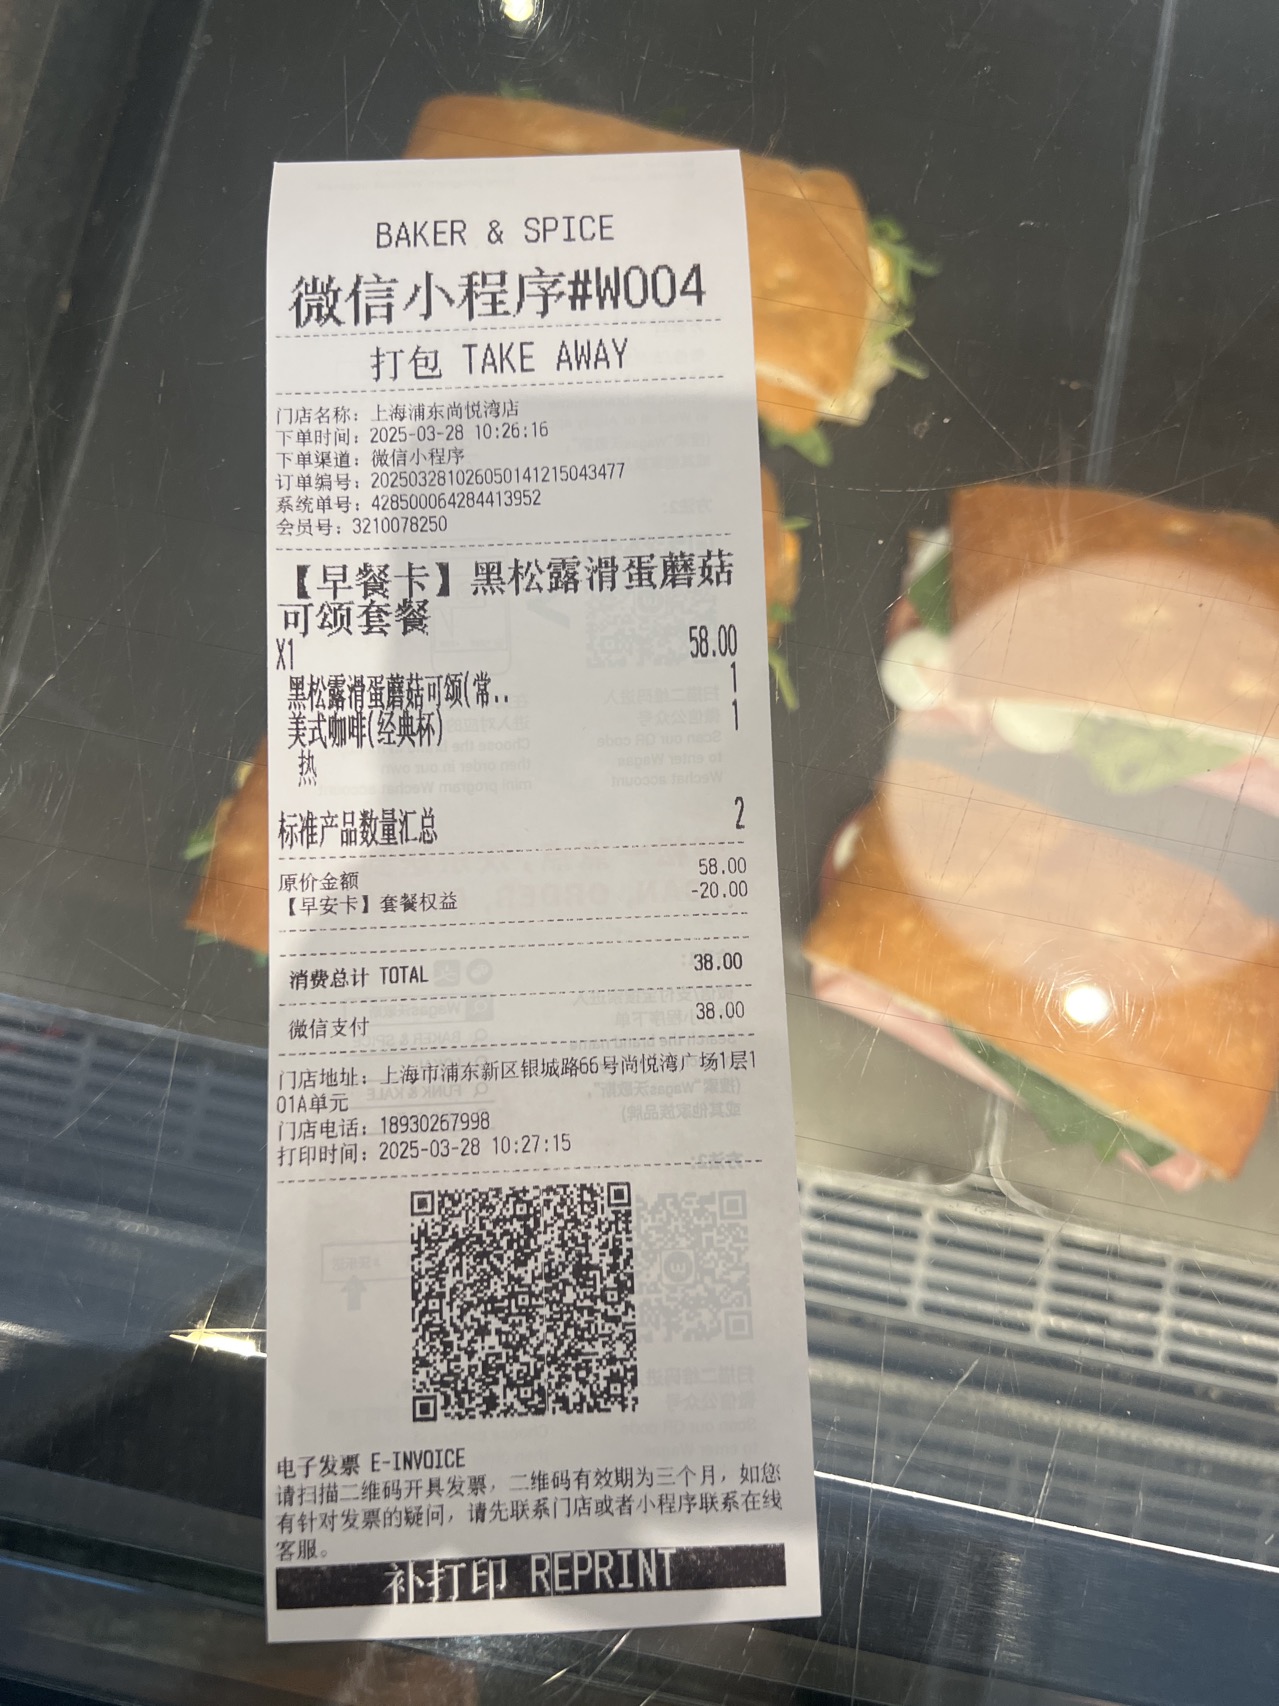 BAKER & SPICE
微信小程序#W004
打包 TAKE AWAY
门店名称：上海浦东尚悦湾店
下单时间：2025-03-28 10:26:16
下单渠道：微信小程序
订单编号：202503281026050141215043477
系统单号：428500064284413952
会员号：3210078250
【早餐卡】黑松露滑蛋蘑菇
可颂套餐
X1 58.00
黑松露滑蛋蘑菇可颂(常.. 1
美式咖啡(经典杯) 1
热
标准产品数量汇总 2
原价金额 58.00
【早安卡】套餐权益 -20.00
消费总计 TOTAL 38.00
微信支付 38.00
门店地址：上海市浦东新区银城路66号尚悦湾广场1层1
01A单元
门店电话：18930267998
打印时间：2025-03-28 10:27:15
电子发票 E-INVOICE
请扫描二维码开具发票，二维码有效期为三个月，如您
有针对发票的疑问，请先联系门店或者小程序联系在线
客服。
补打印 REPRINT